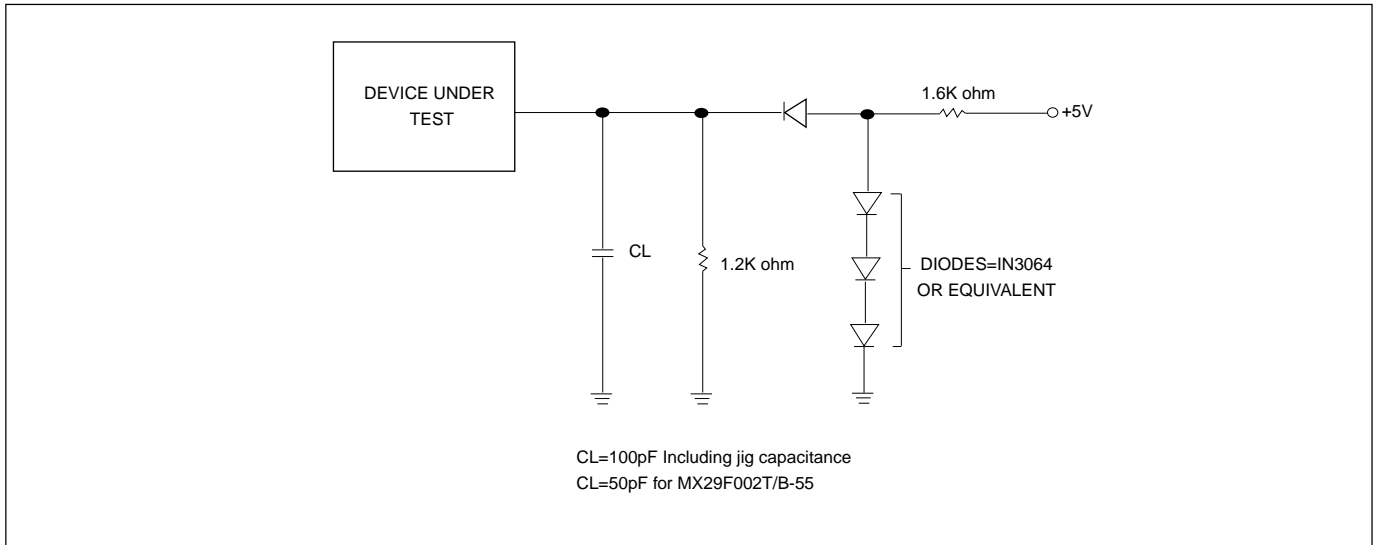 DEVICE UNDER
TEST
1.6K ohm
+5V
CL
1.2K ohm
DIODES=IN3064
OR EQUIVALENT
CL=100pF Including jig capacitance
CL=50pF for MX29F002T/B-55